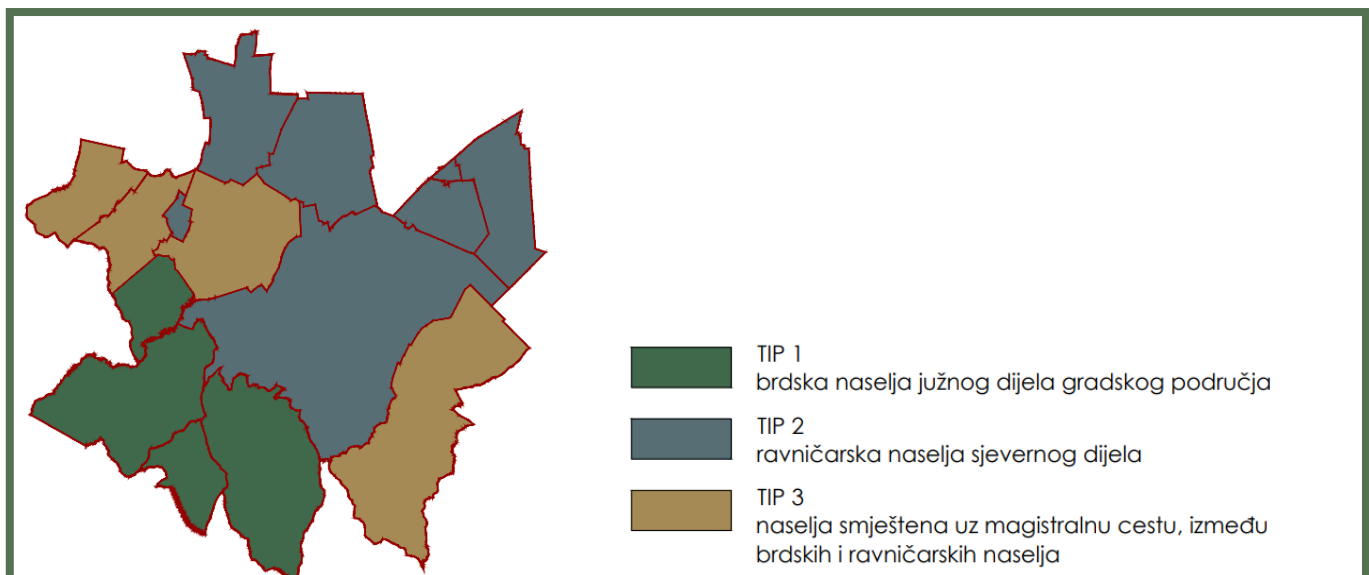 TIP 1
brdska naselja južnog dijela gradskog područja
TIP 2
ravničarska naselja sjevernog dijela
TIP 3
naselja smještena uz magistralnu cestu, između
brdskih i ravničarskih naselja